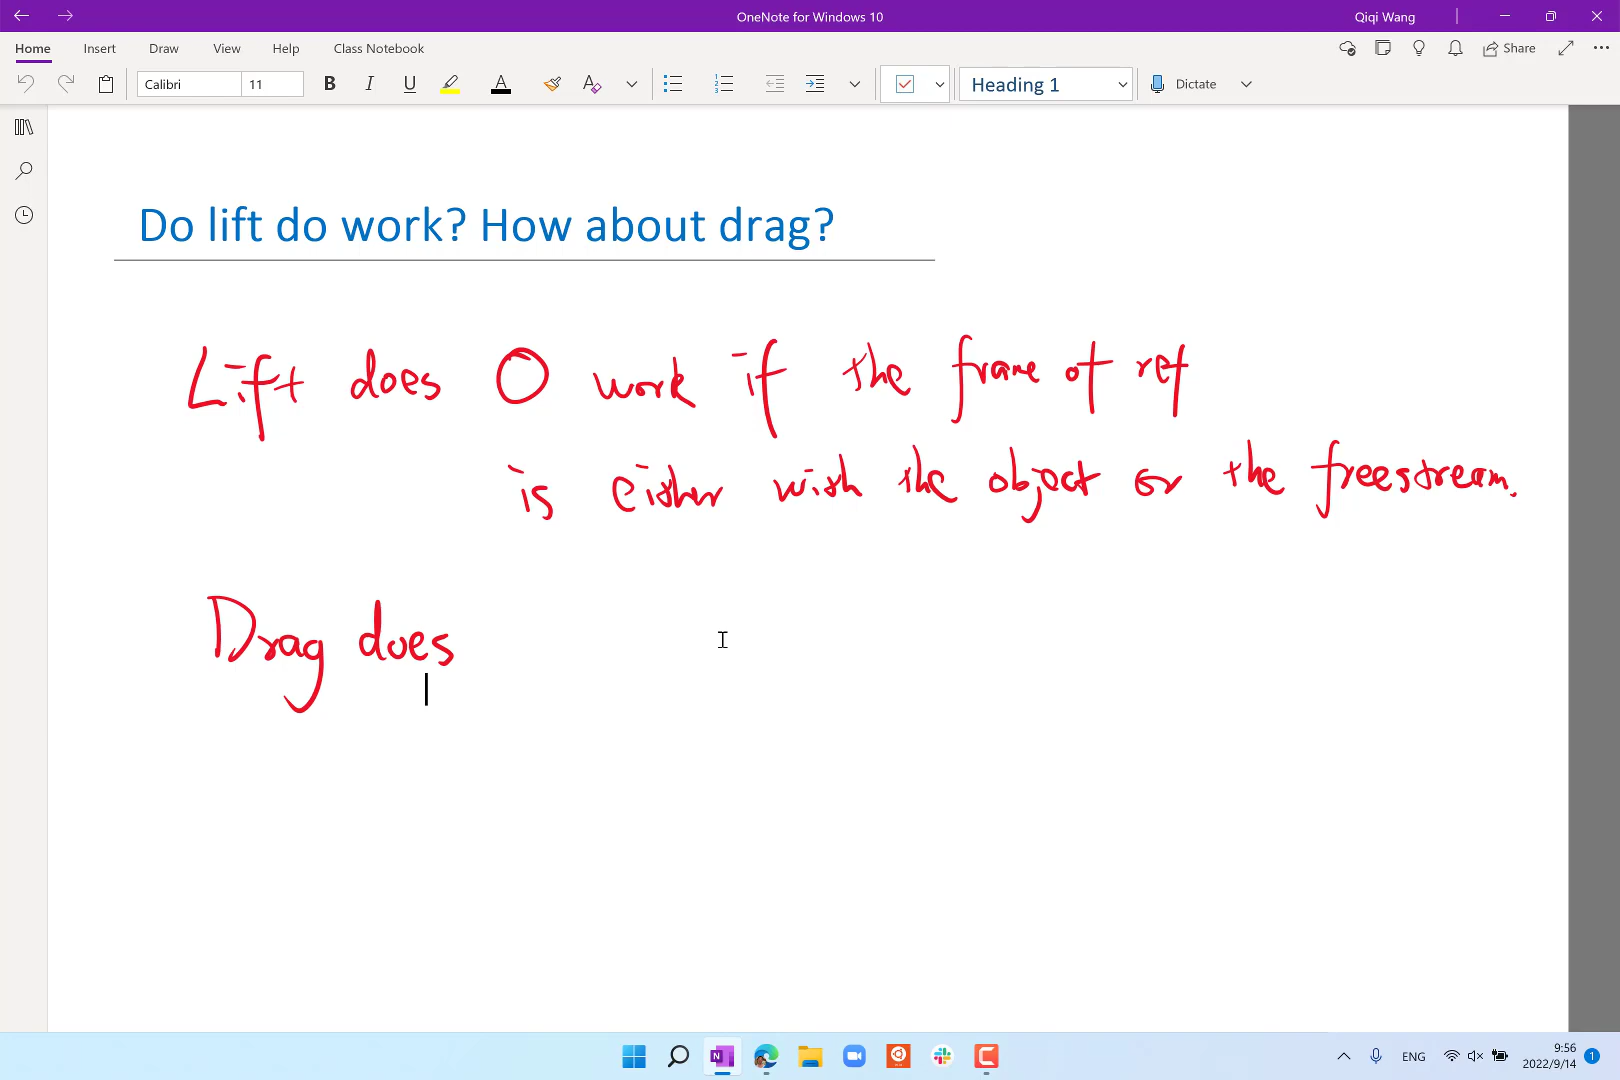 OneNote for Windows 10
Qiqi Wang
Home Insert Draw View Help Class Notebook
Share
Calibri 11 B I U A A Heading 1 Dictate
Do lift do work? How about drag?
Lift does 0 work if the frame of ref
is either with the object or the freestream.
Drag does
ENG
9:56
2022/9/14
1